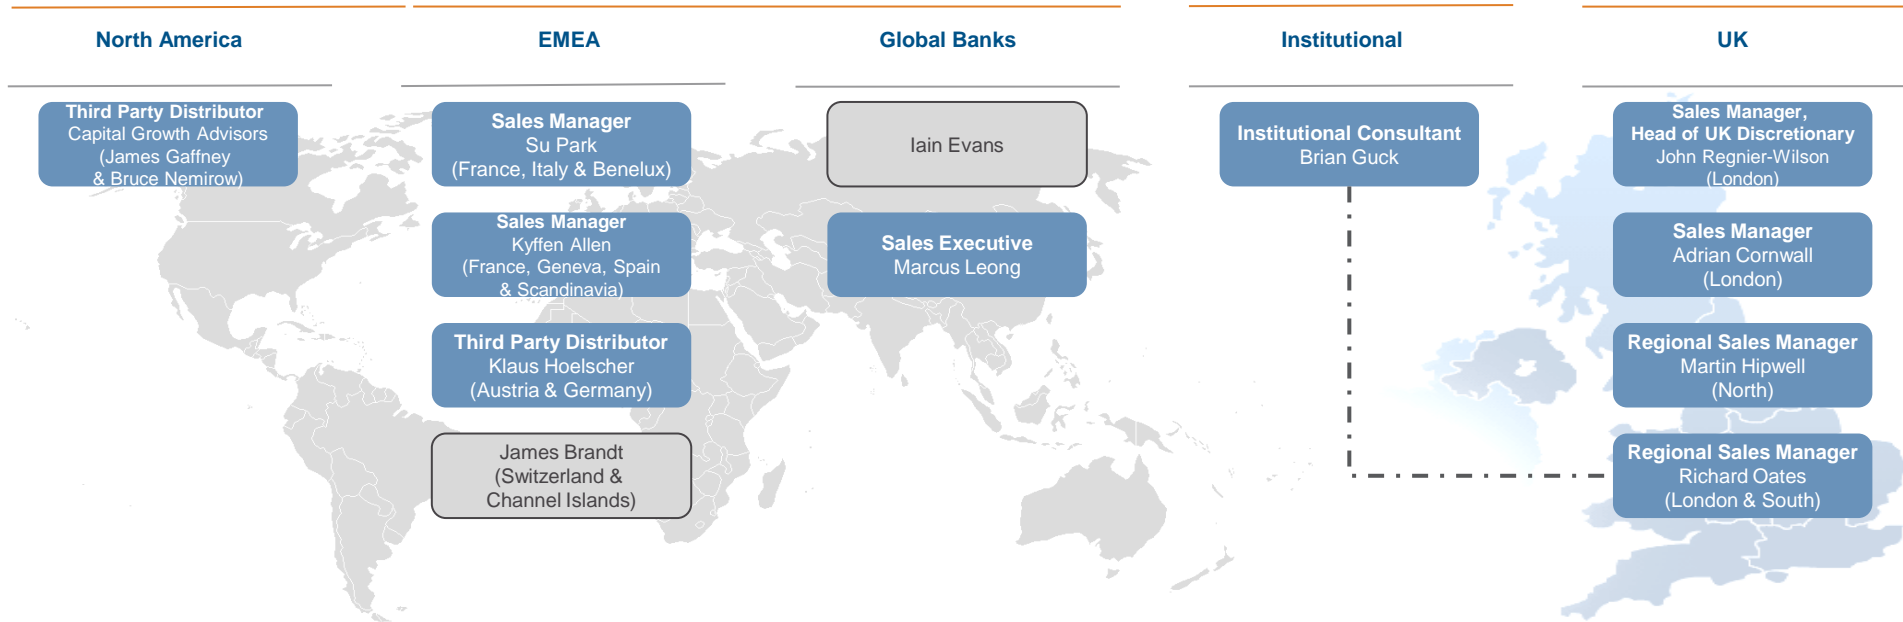 North America
EMEA
Global Banks
Institutional
UK
Third Party Distributor
Capital Growth Advisors
(James Gaffney
& Bruce Nemirow)
Sales Manager
Su Park
(France, Italy & Benelux)
Sales Manager
Kyffen Allen
(France, Geneva, Spain
& Scandinavia)
Third Party Distributor
Klaus Hoelscher
(Austria & Germany)
James Brandt
(Switzerland &
Channel Islands)
Iain Evans
Sales Executive
Marcus Leong
Institutional Consultant
Brian Guck
Sales Manager,
Head of UK Discretionary
John Regnier-Wilson
(London)
Sales Manager
Adrian Cornwall
(London)
Regional Sales Manager
Martin Hipwell
(North)
Regional Sales Manager
Richard Oates
(London & South)